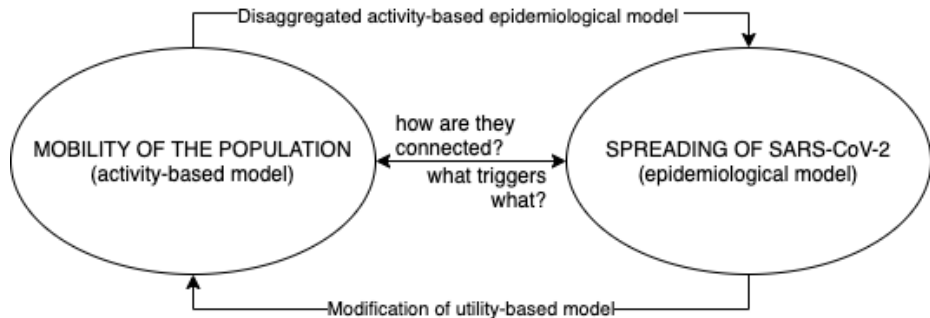 Disaggregated activity-based epidemiological model
MOBILITY OF THE POPULATION
(activity-based model)
how are they
connected?
what triggers
what?
SPREADING OF SARS-CoV-2
(epidemiological model)
Modification of utility-based model